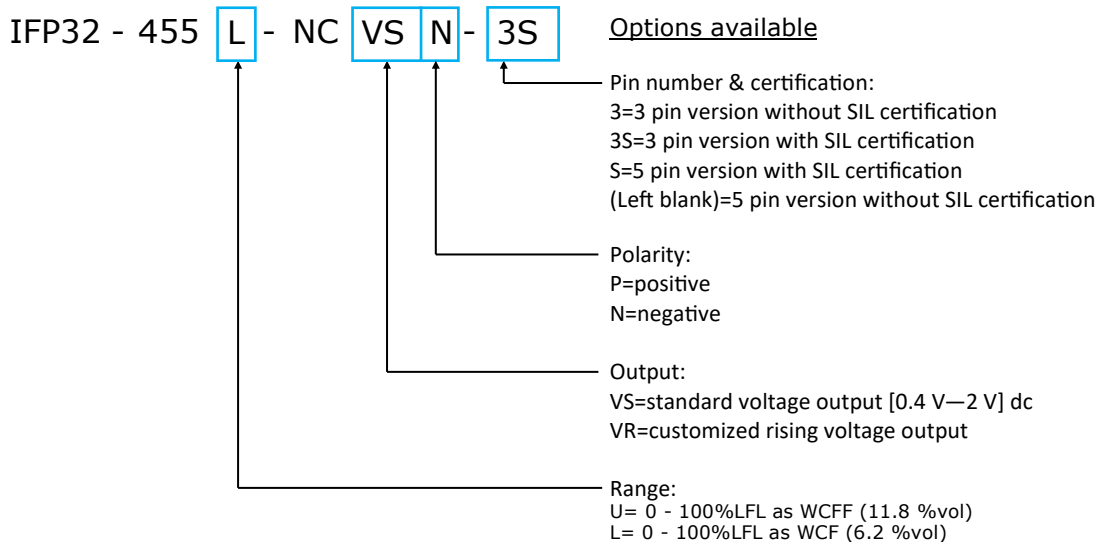 IFP32 - 455 L - NC VS N - 3S
Options available
Pin number & certification:
3=3 pin version without SIL certification
3S=3 pin version with SIL certification
S=5 pin version with SIL certification
(Left blank)=5 pin version without SIL certification
Polarity:
P=positive
N=negative
Output:
VS=standard voltage output [0.4 V—2 V] dc
VR=customized rising voltage output
Range:
U= 0 - 100%LFL as WCFF (11.8 %vol)
L= 0 - 100%LFL as WCF (6.2 %vol)